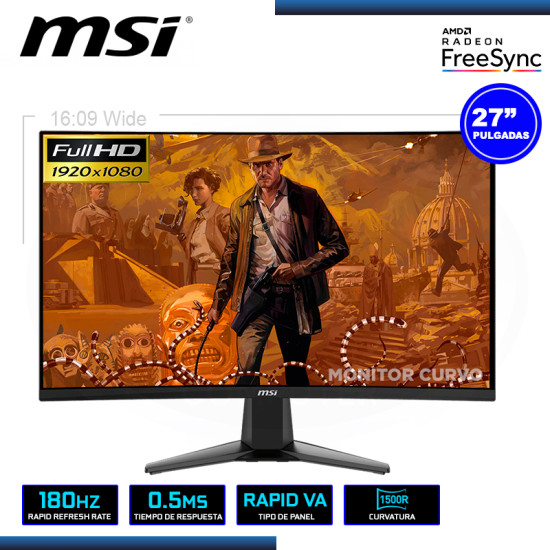 msi®
AMD
RADEON
FreeSync
16:09 Wide
27”
PULGADAS
Full HD
1920x1080
MONITOR CURVO
msi
180HZ
RAPID REFRESH RATE
0.5MS
TIEMPO DE RESPUESTA
RAPID VA
TIPO DE PANEL
1500R
CURVATURA